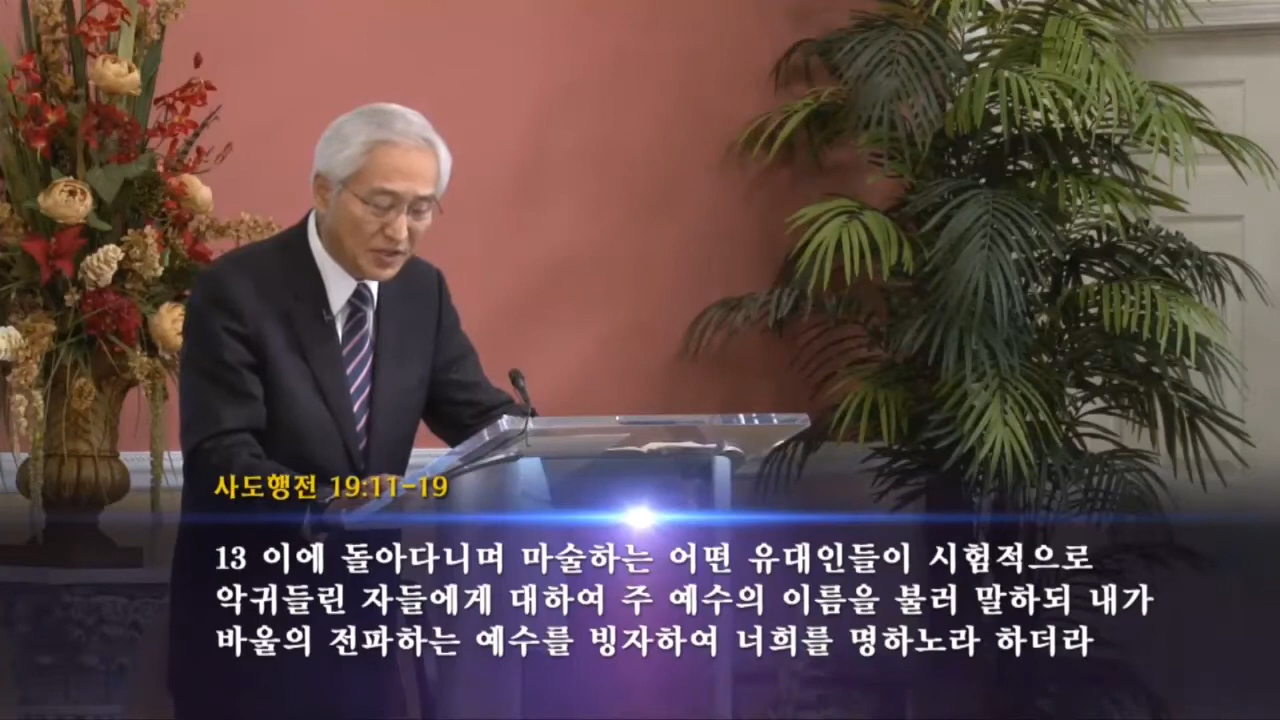 사도행전 19:11-19
13 이에 돌아다니며 마술하는 어떤 유대인들이 시험적으로
악귀들린 자들에게 대하여 주 예수의 이름을 불러 말하되 내가
바울의 전파하는 예수를 빙자하여 너희를 명하노라 하더라